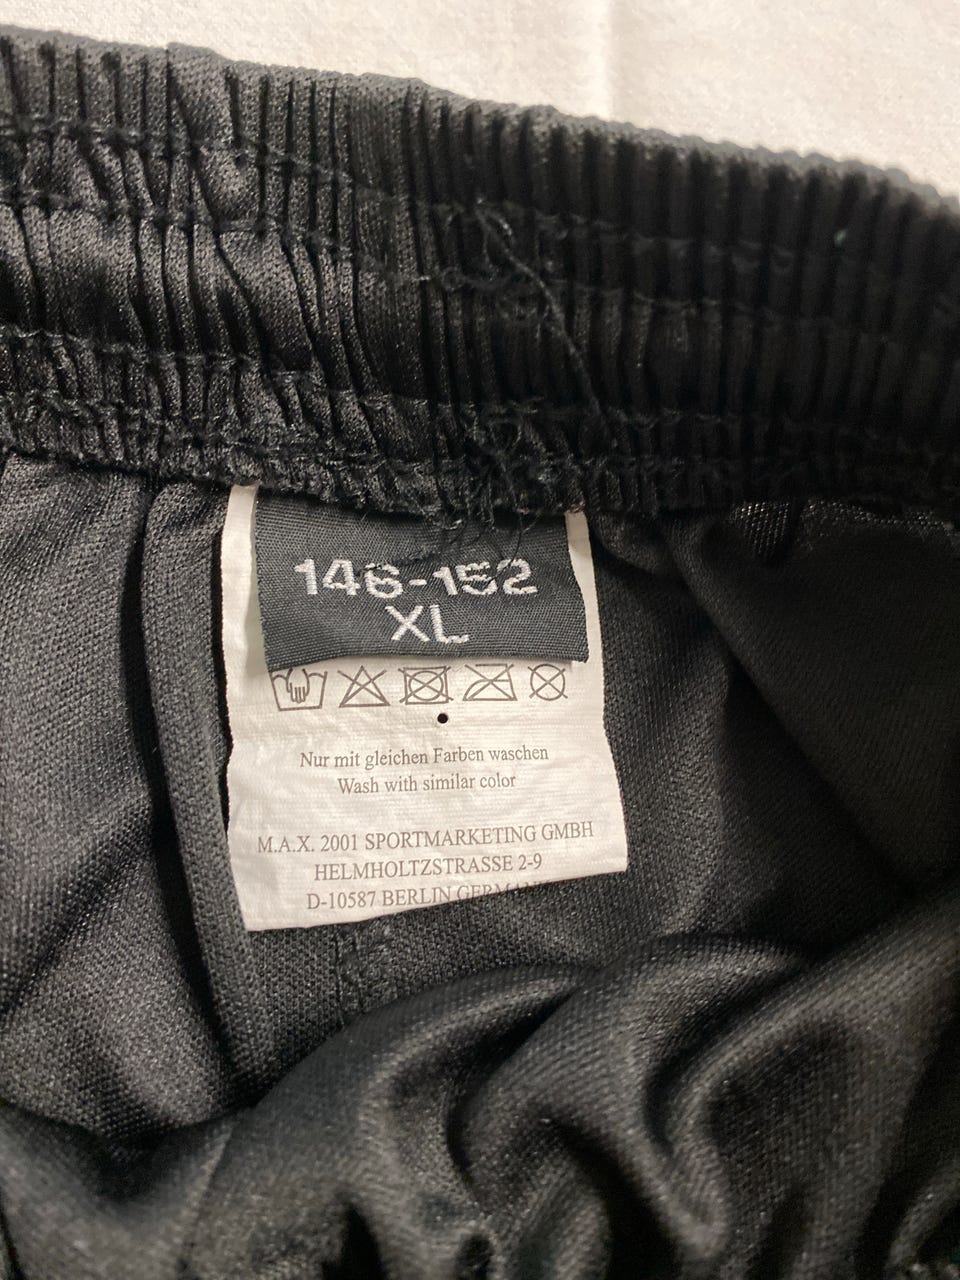 146-152
XL
Nur mit gleichen Farben waschen
Wash with similar color
M.A.X. 2001 SPORTMARKETING GMBH
HELMHOLTZSTRASSE 2-9
D-10587 BERLIN GERMANY